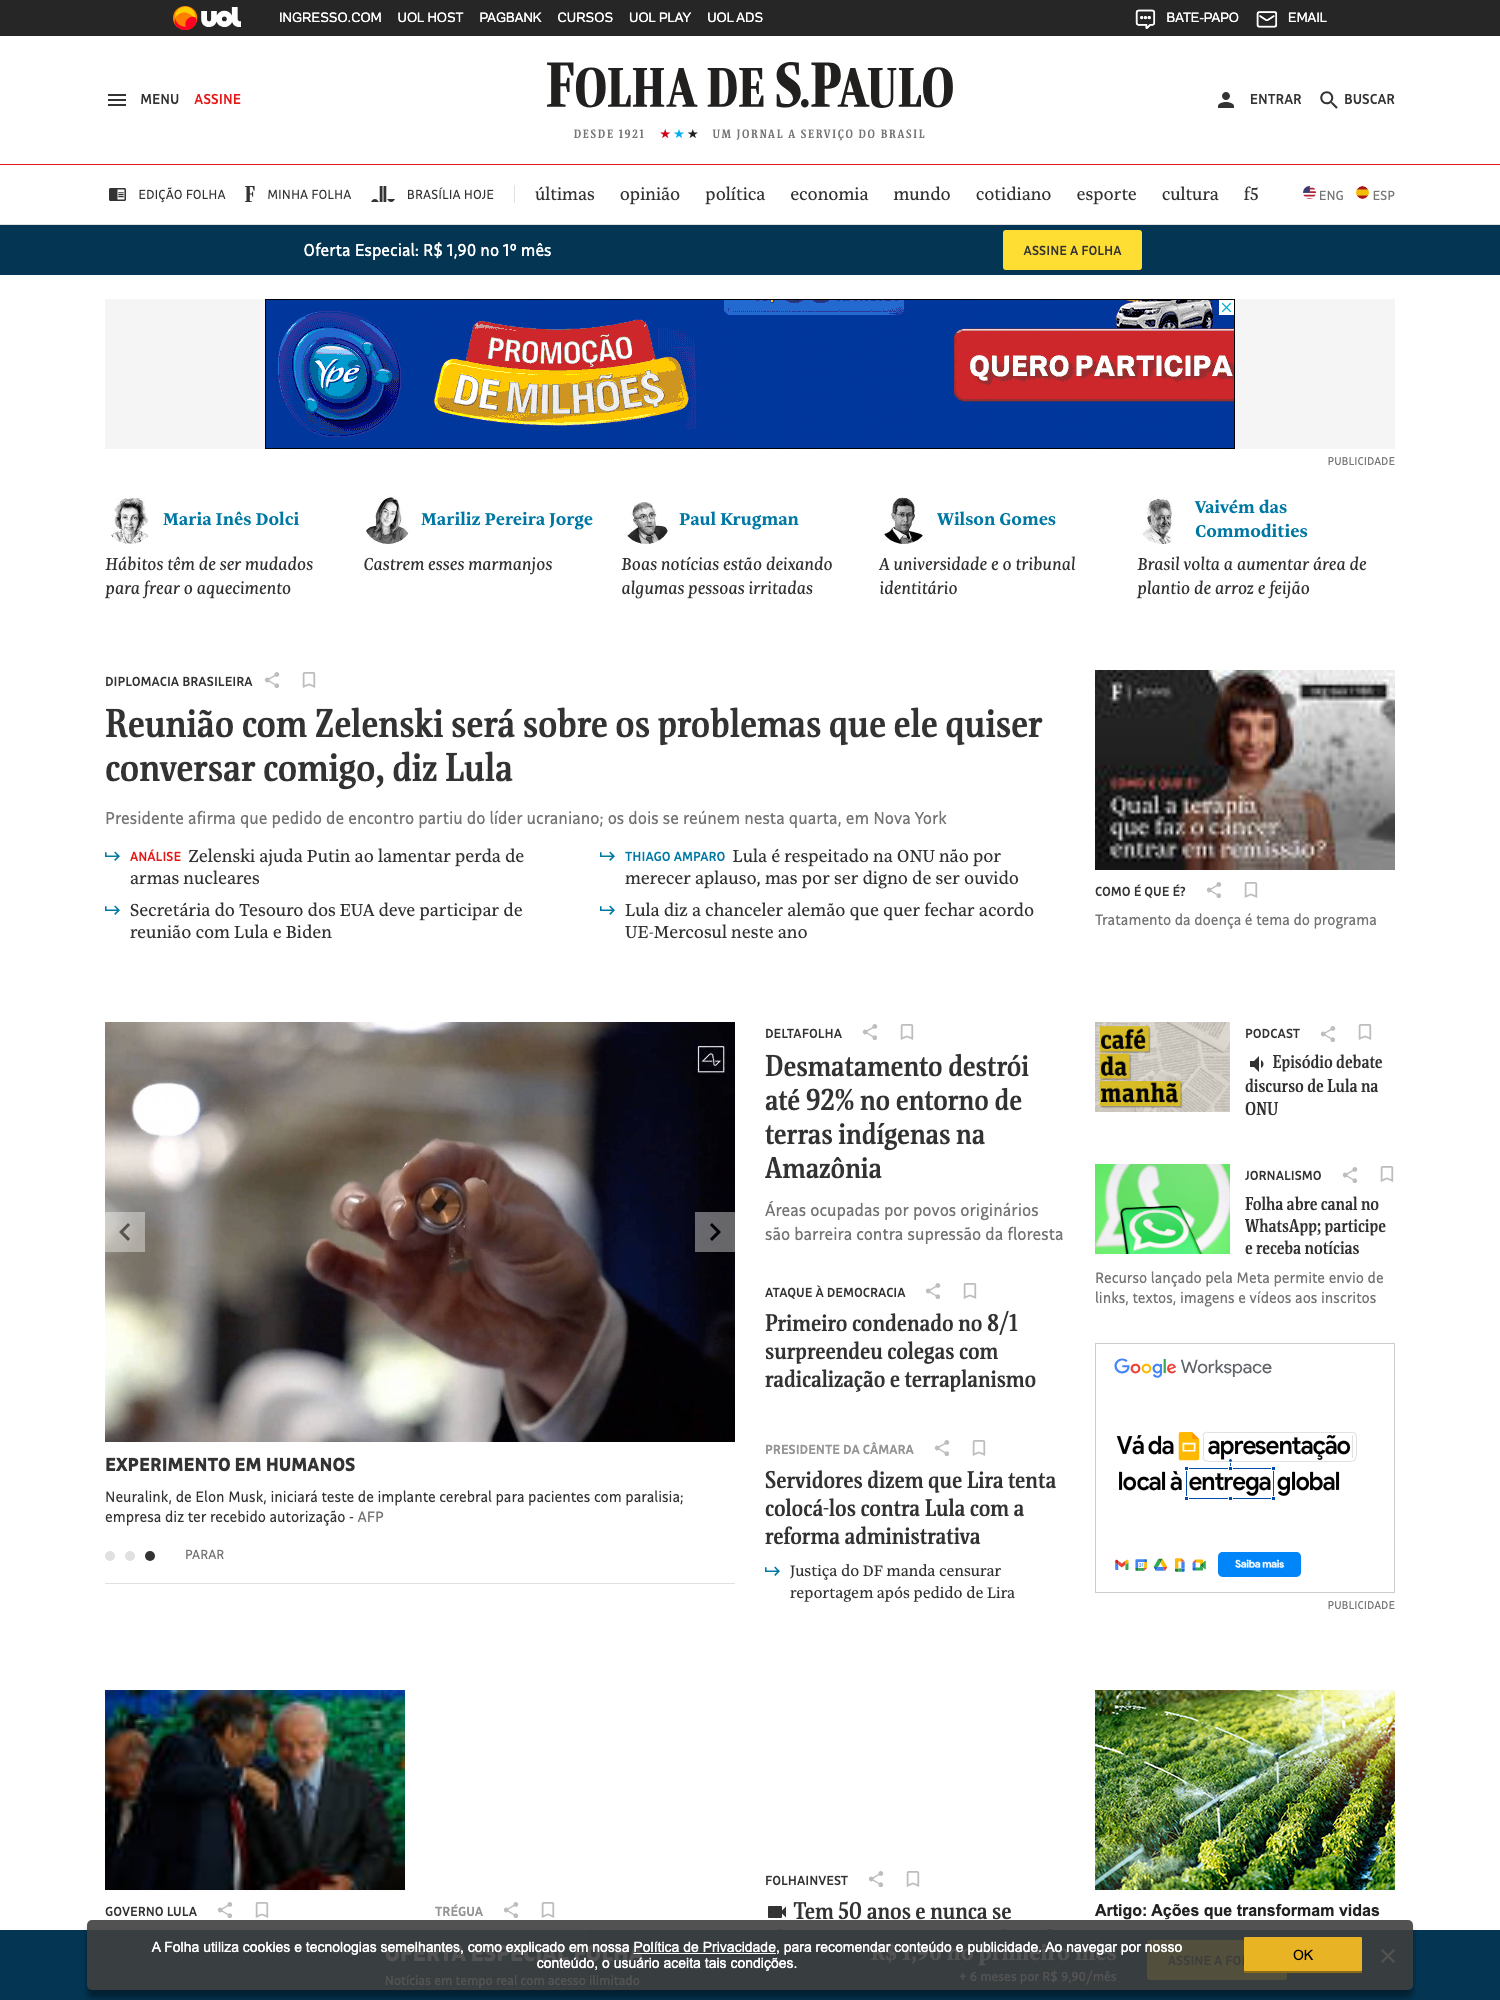 uol
INGRESSO.COM UOL HOST PAGBANK CURSOS UOL PLAY UOL ADS
BATE-PAPO EMAIL
MENU ASSINE
FOLHA DE S.PAULO
DESDE 1921 ★★★ UM JORNAL A SERVIÇO DO BRASIL
ENTRAR BUSCAR
EDIÇÃO FOLHA MINHA FOLHA BRASÍLIA HOJE
últimas opinião política economia mundo cotidiano esporte cultura f5
ENG ESP
Oferta Especial: R$ 1,90 no 1º mês
ASSINE A FOLHA
Ypê
PROMOÇÃO
DE MILHÕE$
QUERO PARTICIPA
PUBLICIDADE
Maria Inês Dolci
Hábitos têm de ser mudados
para frear o aquecimento
Mariliz Pereira Jorge
Castrem esses marmanjos
Paul Krugman
Boas notícias estão deixando
algumas pessoas irritadas
Wilson Gomes
A universidade e o tribunal
identitário
Vaivém das
Commodities
Brasil volta a aumentar área de
plantio de arroz e feijão
DIPLOMACIA BRASILEIRA
Reunião com Zelenski será sobre os problemas que ele quiser
conversar comigo, diz Lula
Presidente afirma que pedido de encontro partiu do líder ucraniano; os dois se reúnem nesta quarta, em Nova York
ANÁLISE Zelenski ajuda Putin ao lamentar perda de
armas nucleares
Secretária do Tesouro dos EUA deve participar de
reunião com Lula e Biden
THIAGO AMPARO Lula é respeitado na ONU não por
merecer aplauso, mas por ser digno de ser ouvido
Lula diz a chanceler alemão que quer fechar acordo
UE-Mercosul neste ano
COMO É QUE É?
Qual a terapia
que faz o câncer
entrar em remissão?
COMO É QUE É?
Tratamento da doença é tema do programa
EXPERIMENTO EM HUMANOS
Neuralink, de Elon Musk, iniciará teste de implante cerebral para pacientes com paralisia;
empresa diz ter recebido autorização - AFP
PARAR
DELTAFOLHA
Desmatamento destrói
até 92% no entorno de
terras indígenas na
Amazônia
Áreas ocupadas por povos originários
são barreira contra supressão da floresta
ATAQUE À DEMOCRACIA
Primeiro condenado no 8/1
surpreendeu colegas com
radicalização e terraplanismo
PRESIDENTE DA CÂMARA
Servidores dizem que Lira tenta
colocá-los contra Lula com a
reforma administrativa
Justiça do DF manda censurar
reportagem após pedido de Lira
café
da
manhã
PODCAST
Episódio debate
discurso de Lula na
ONU
JORNALISMO
Folha abre canal no
WhatsApp; participe
e receba notícias
Recurso lançado pela Meta permite envio de
links, textos, imagens e vídeos aos inscritos
Google Workspace
Vá da apresentação
local à entrega global
Saiba mais
PUBLICIDADE
GOVERNO LULA
TRÉGUA
FOLHAINVEST
Tem 50 anos e nunca se
Artigo: Ações que transformam vidas
A Folha utiliza cookies e tecnologias semelhantes, como explicado em nossa Política de Privacidade, para recomendar conteúdo e publicidade. Ao navegar por nosso
conteúdo, o usuário aceita tais condições.
OK
Notícias em tempo real com acesso ilimitado
R$ 1,90 no primeiro mês
+ 6 meses por R$ 9,90/mês
ASSINE A FO